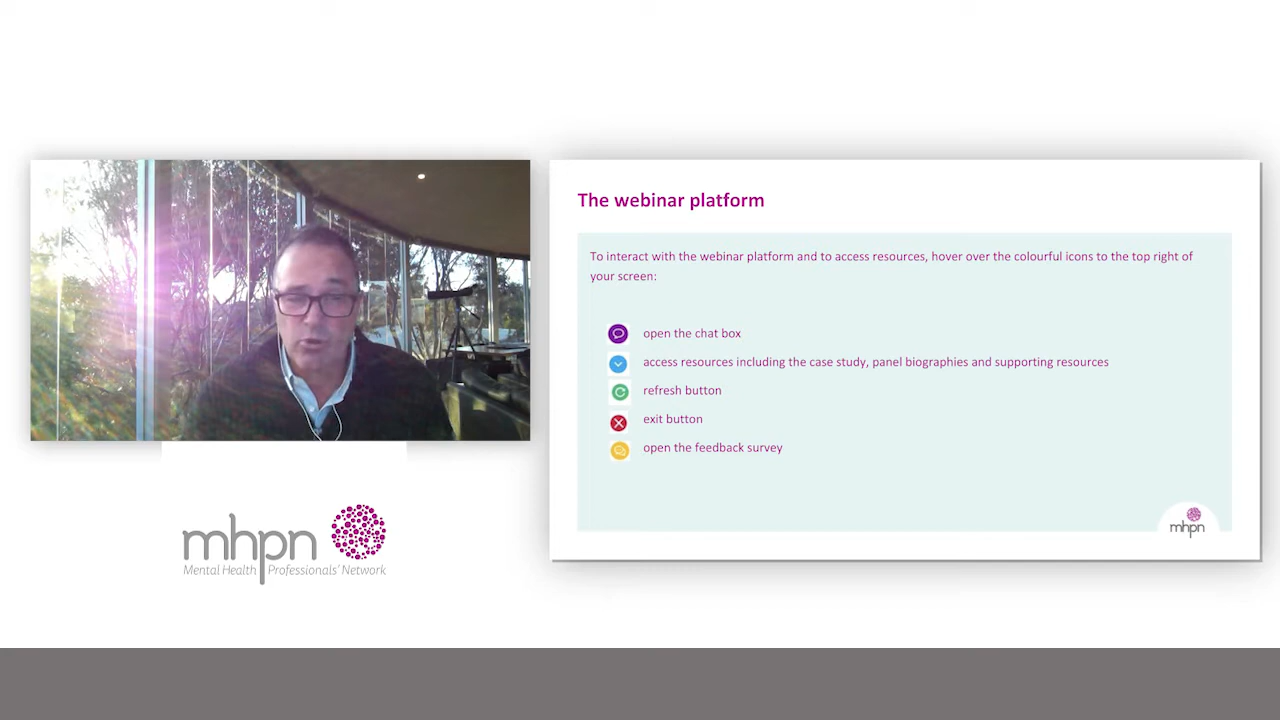 The webinar platform
To interact with the webinar platform and to access resources, hover over the colourful icons to the top right of
your screen:
open the chat box
access resources including the case study, panel biographies and supporting resources
refresh button
exit button
open the feedback survey
mhpn
mhpn
Mental Health Professionals' Network